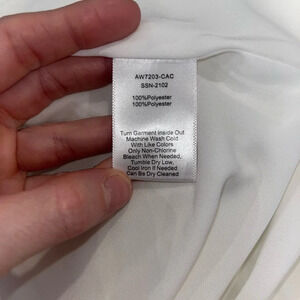 AW7203-CAC
SSN-2102
100%Polyester
100%Polyester
Turn Garment inside Out
Machine Wash Cold
With Like Colors
Only Non-Chlorine
Bleach When Needed,
Tumble Dry Low,
Cool Iron If Needed
Can Be Dry Cleaned